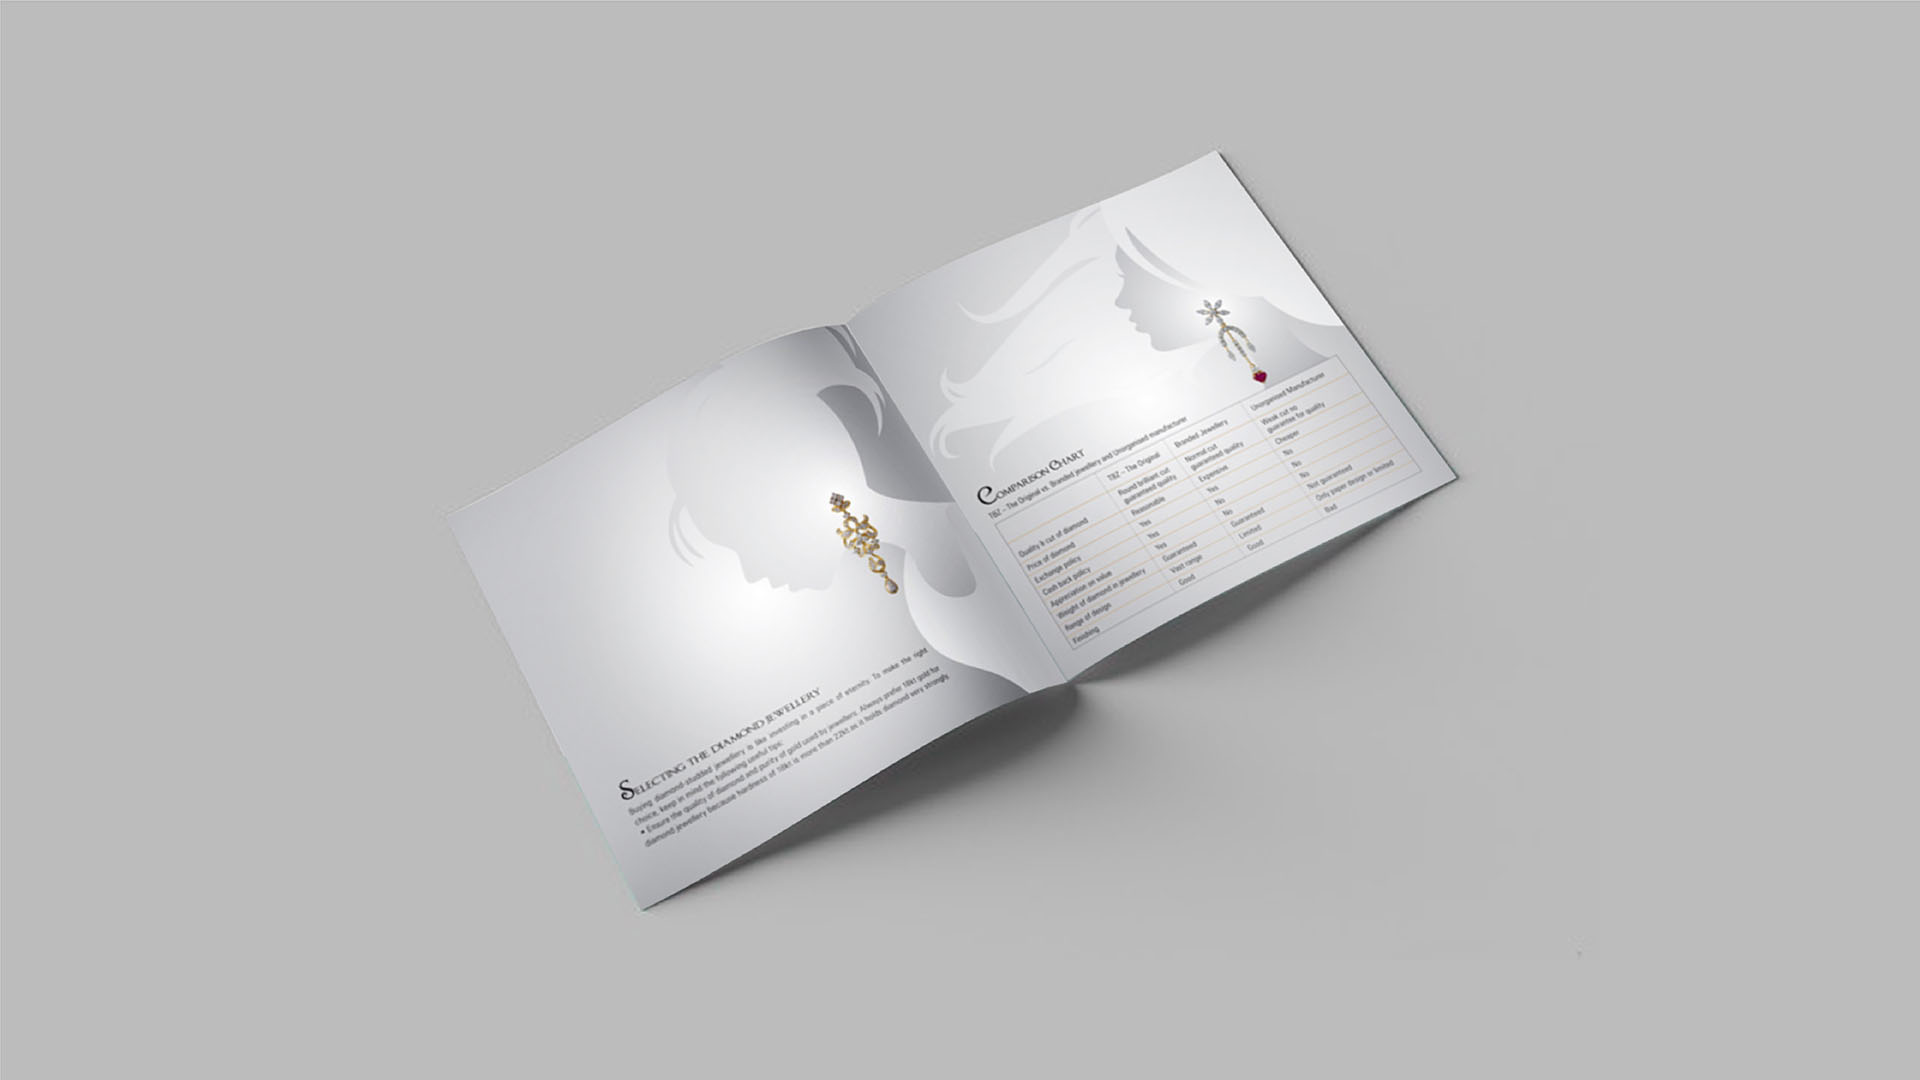 SELECTING THE DIAMOND JEWELLERY
Buying diamond-studded jewellery is like investing in a piece of eternity. To make the right
choice, keep in mind the following useful tips:
• Ensure the quality of diamond and purity of gold used by jewellers. Always prefer 18kt gold for
diamond jewellery because hardness of 18kt is more than 22kt as it holds diamond very strongly.
COMPARISON CHART
TBZ – The Original vs. Branded jewellery and Unorganised manufacturer
TBZ – The Original Branded Jewellery Unorganised Manufacturer
Quality & cut of diamond Round brilliant cut Normal cut Weak cut no
guaranteed quality guaranteed quality guarantee for quality
Price of diamond Reasonable Expensive Cheaper
Exchange policy Yes Yes No
Cash back policy Yes No No
Appreciation on value Yes No No
Weight of diamond in jewellery Guaranteed Guaranteed Not guaranteed
Range of design Vast range Limited Only paper design or limited
Finishing Good Good Bad